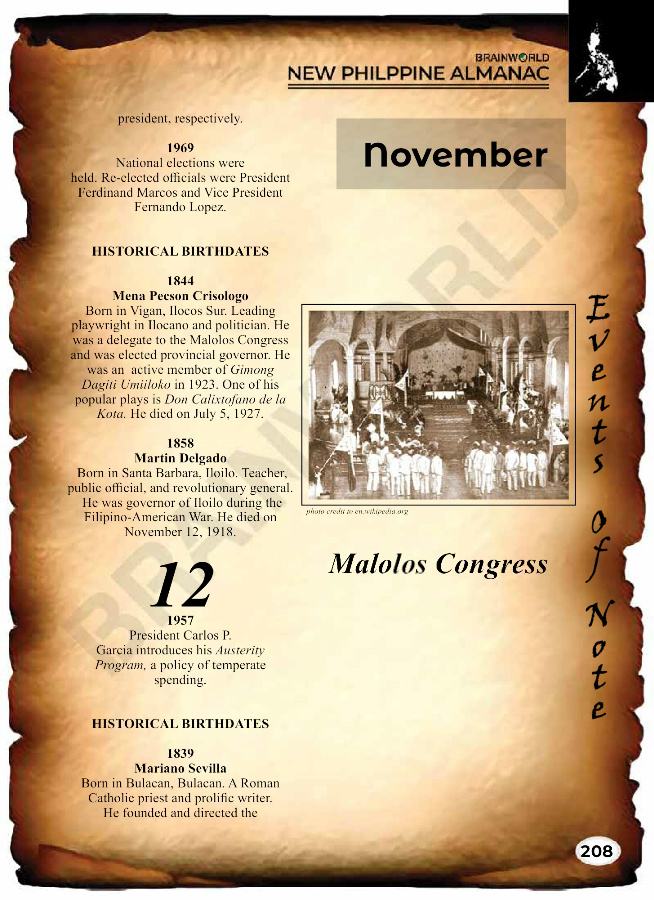 BRAINWORLD
NEW PHILPPINE ALMANAC
president, respectively.
1969
National elections were
held. Re-elected officials were President
Ferdinand Marcos and Vice President
Fernando Lopez.
HISTORICAL BIRTHDATES
1844
Mena Pecson Crisologo
Born in Vigan, Ilocos Sur. Leading
playwright in Ilocano and politician. He
was a delegate to the Malolos Congress
and was elected provincial governor. He
was an active member of Gimong
Dagiti Umiiloko in 1923. One of his
popular plays is Don Calixtofano de la
Kota. He died on July 5, 1927.
1858
Martin Delgado
Born in Santa Barbara, Iloilo. Teacher,
public official, and revolutionary general.
He was governor of Iloilo during the
Filipino-American War. He died on
November 12, 1918.
12
1957
President Carlos P.
Garcia introduces his Austerity
Program, a policy of temperate
spending.
HISTORICAL BIRTHDATES
1839
Mariano Sevilla
Born in Bulacan, Bulacan. A Roman
Catholic priest and prolific writer.
He founded and directed the
November
photo credit to en.wikipedia.org
Malolos Congress
Events of Note
208
BRAINWORLD